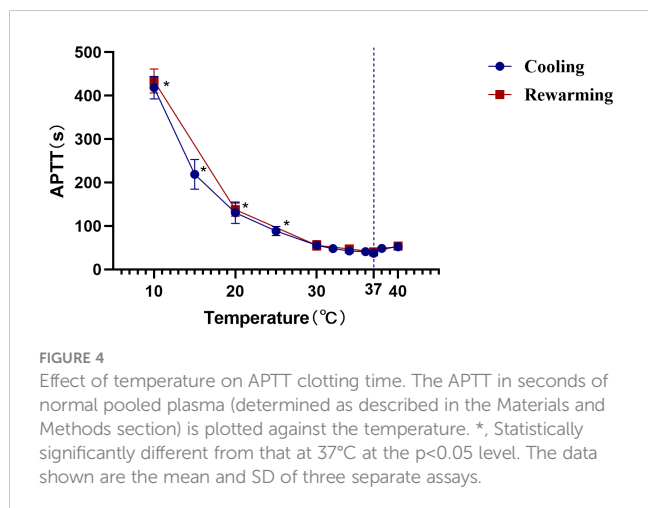 500
400
300
200
100
0
APTT(s)
*
*
*
*
10
20
30
37
40
Temperature(℃)
Cooling
Rewarming
FIGURE 4
Effect of temperature on APTT clotting time. The APTT in seconds of
normal pooled plasma (determined as described in the Materials and
Methods section) is plotted against the temperature. *, Statistically
significantly different from that at 37°C at the p<0.05 level. The data
shown are the mean and SD of three separate assays.